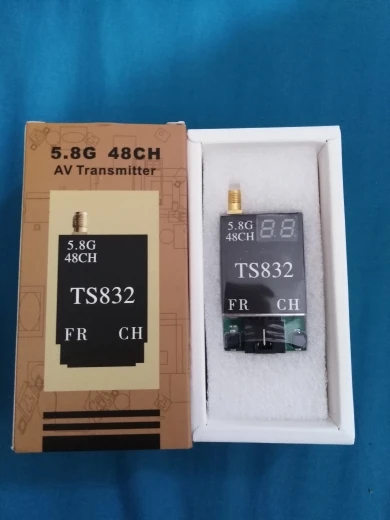 5.8G 48CH
AV Transmitter
5.8G
48CH
TS832
FR CH
5.8G
48CH
TS832
FR CH